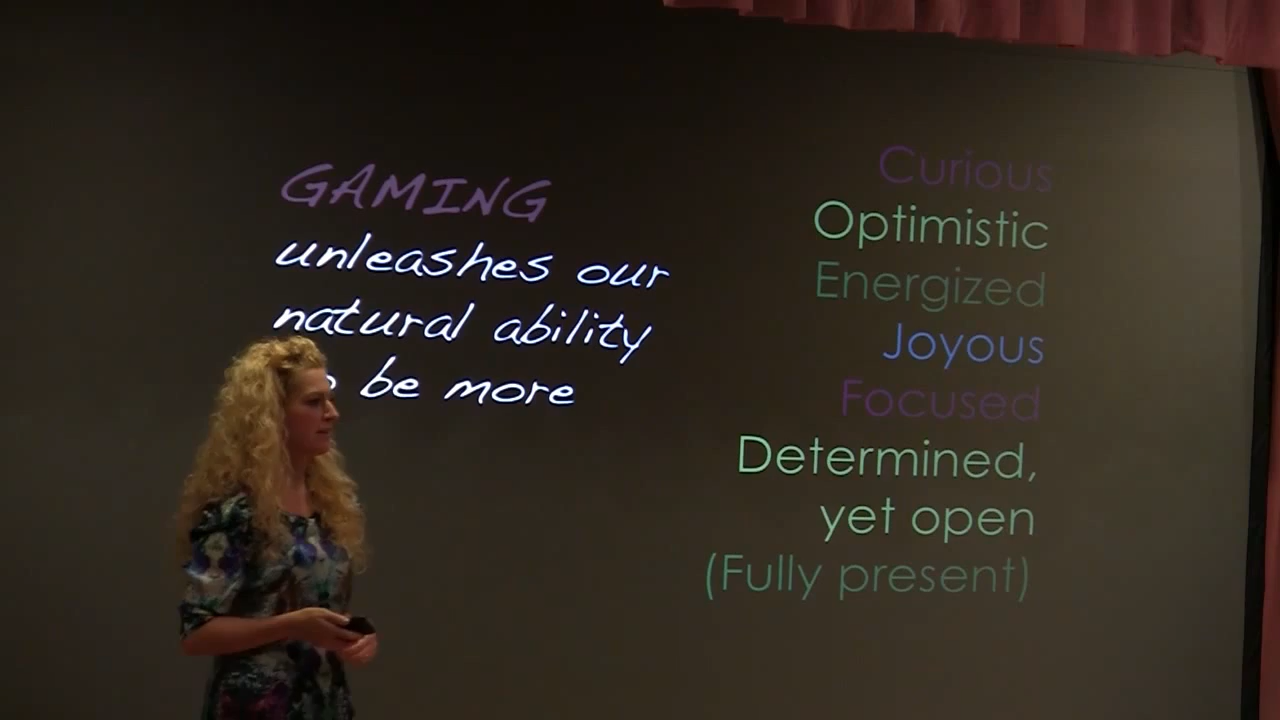 GAMING
unleashes our
natural ability
be more
Curious
Optimistic
Energized
Joyous
Focused
Determined,
yet open
(Fully present)